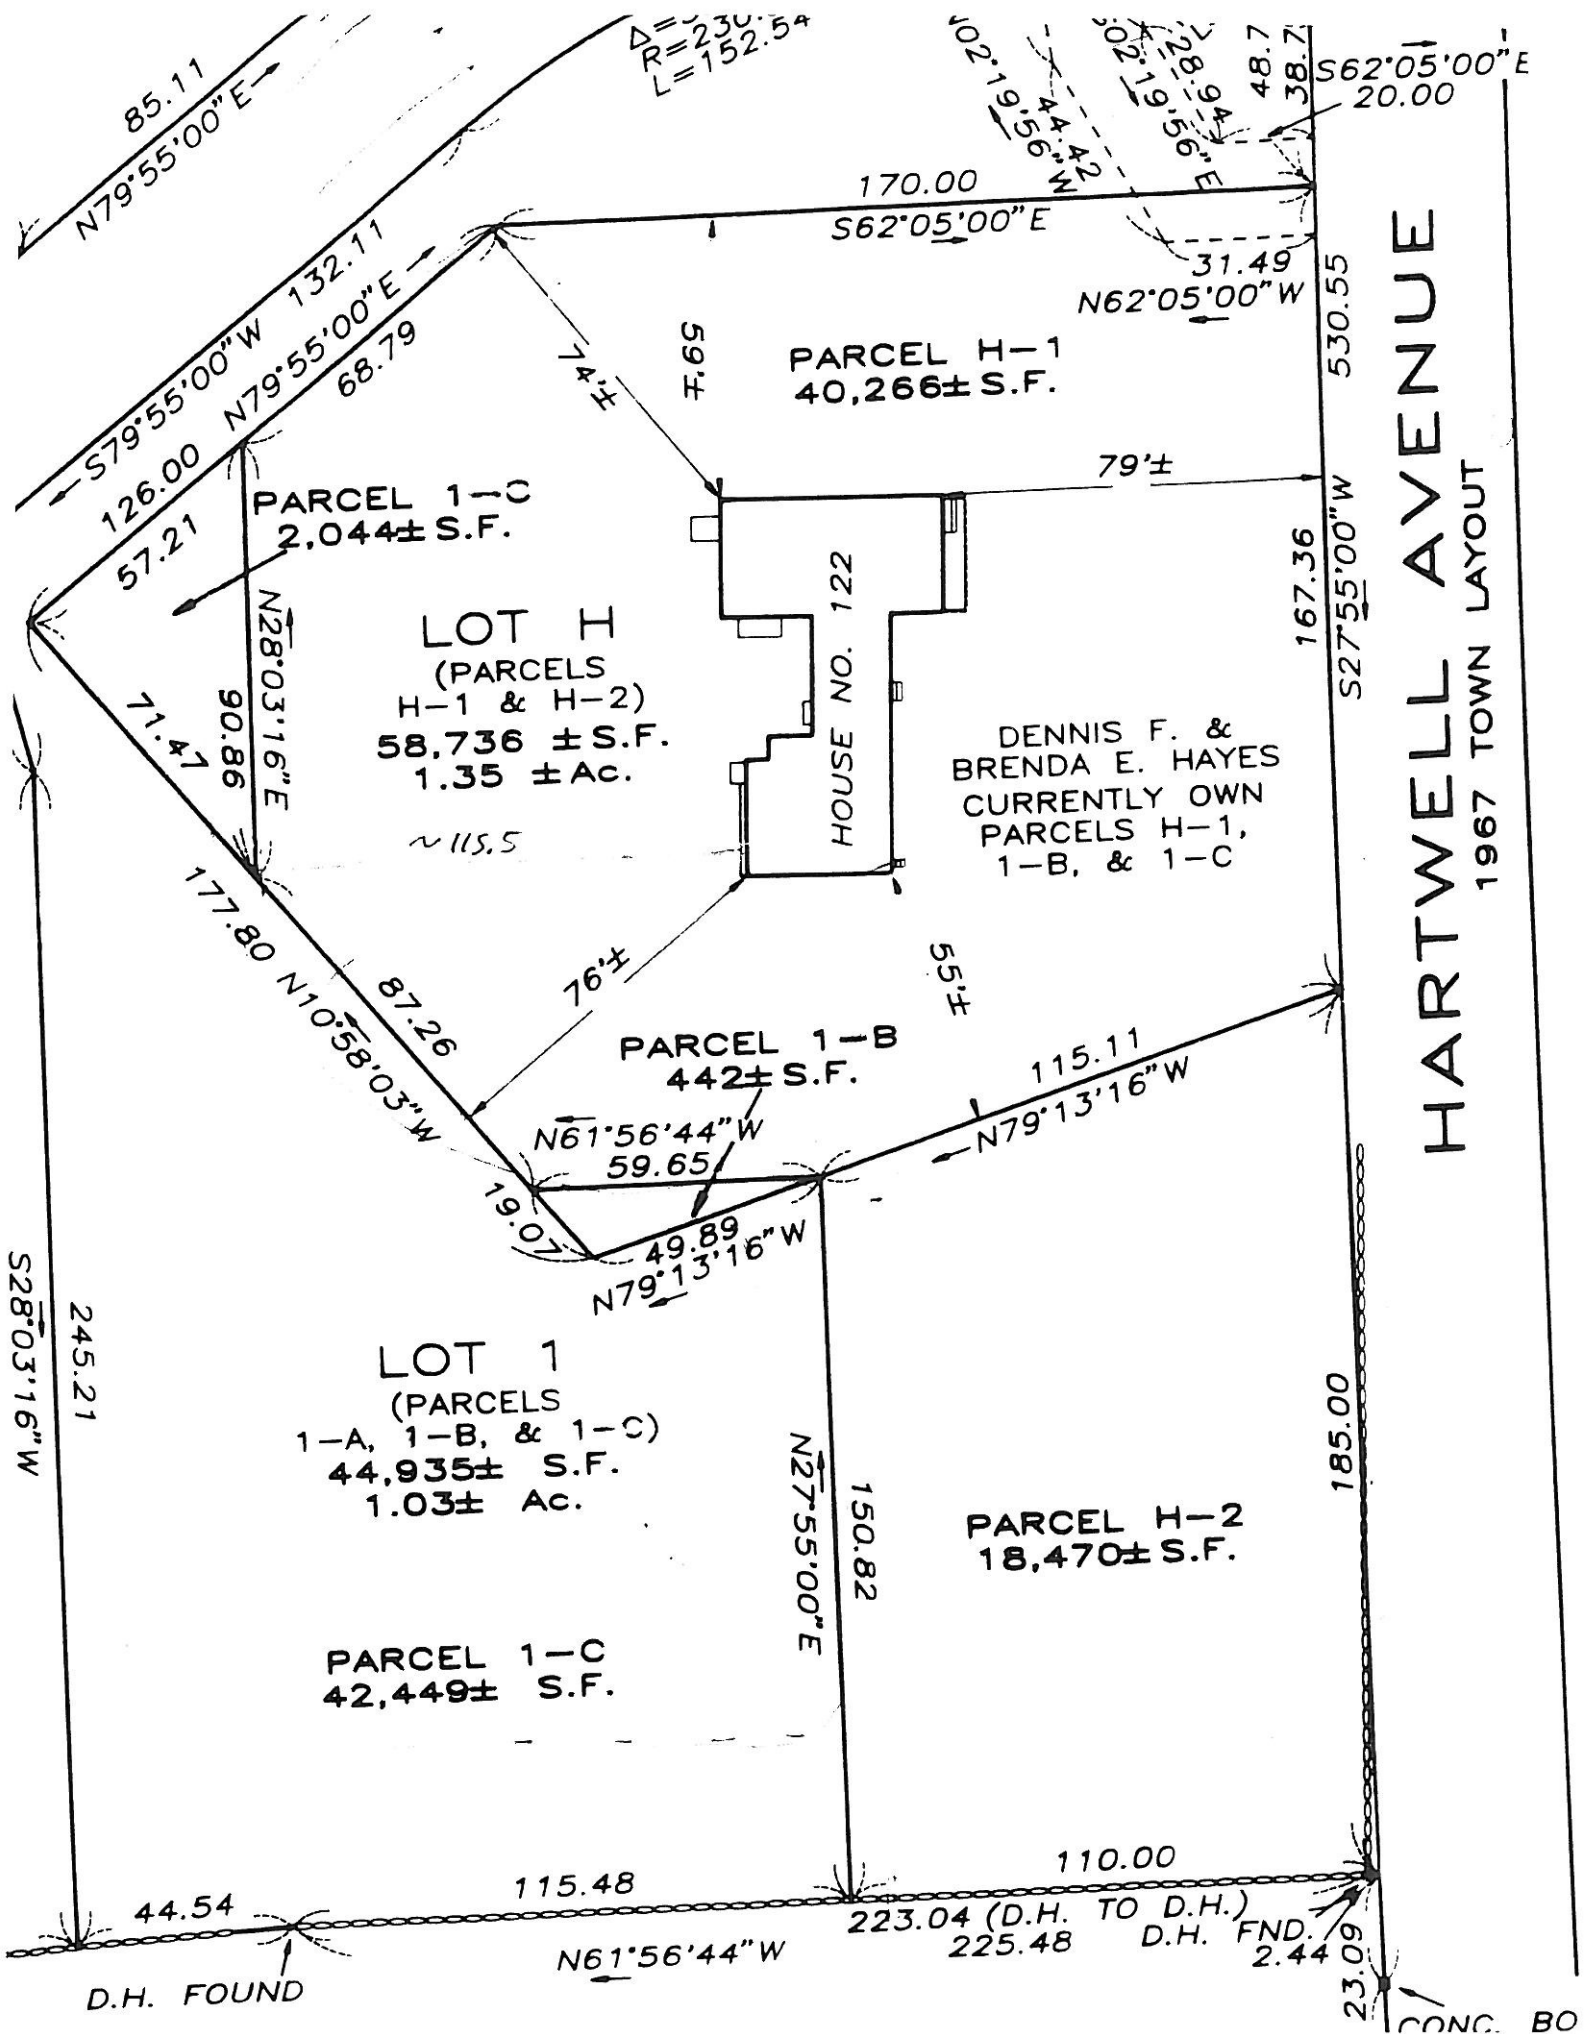 85.11
N79°55'00"E
R=230.
L=152.54
02°19'56"W
44.42
02°19'56"E
28.94
48.7
38.7
S62°05'00"E
20.00
170.00
S62°05'00"E
31.49
N62°05'00"W
530.55
S79°55'00"W 132.11
N79°55'00"E
126.00
68.79
57.21
74'±
59'±
PARCEL H-1
40,266± S.F.
79'±
PARCEL 1-C
2,044± S.F.
N28°03'16"E
90.86
71.47
LOT H
(PARCELS
H-1 & H-2)
58,736 ± S.F.
1.35 ± Ac.
~115.5
HOUSE NO. 122
167.36
S27°55'00"W
DENNIS F. &
BRENDA E. HAYES
CURRENTLY OWN
PARCELS H-1,
1-B, & 1-C
HARTWELL AVENUE
1967 TOWN LAYOUT
177.80
N10°58'03"W
87.26
76'±
55'±
PARCEL 1-B
442± S.F.
N61°56'44"W
59.65
115.11
N79°13'16"W
19.07
49.89
N79°13'16"W
S28°03'16"W
245.21
LOT 1
(PARCELS
1-A, 1-B, & 1-C)
44,935± S.F.
1.03± Ac.
N27°55'00"E
150.82
185.00
PARCEL H-2
18,470± S.F.
PARCEL 1-C
42,449± S.F.
44.54
115.48
110.00
223.04 (D.H. TO D.H.)
225.48
D.H. FND.
2.44
23.09
N61°56'44"W
D.H. FOUND
CONC. BO